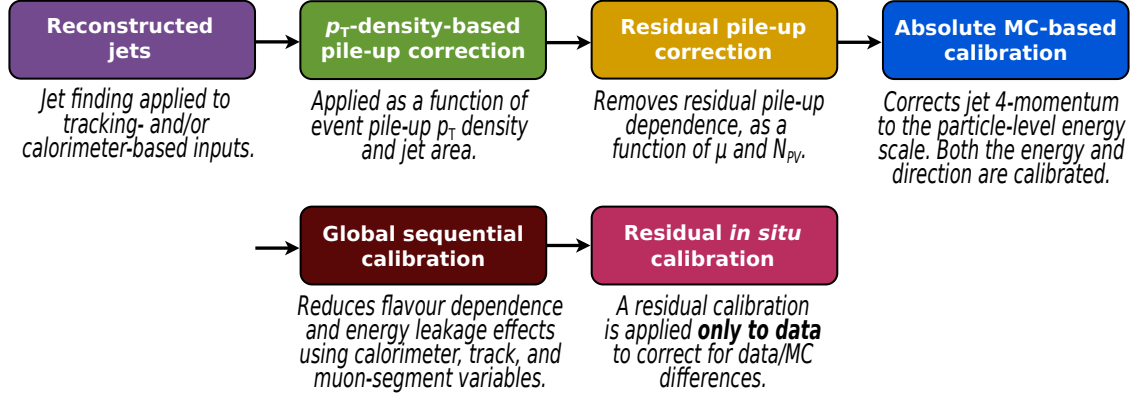 Reconstructed
jets
Jet finding applied to
tracking- and/or
calorimeter-based inputs.
p_T-density-based
pile-up correction
Applied as a function of
event pile-up p_T density
and jet area.
Residual pile-up
correction
Removes residual pile-up
dependence, as a
function of μ and N_PV.
Absolute MC-based
calibration
Corrects jet 4-momentum
to the particle-level energy
scale. Both the energy and
direction are calibrated.
Global sequential
calibration
Reduces flavour dependence
and energy leakage effects
using calorimeter, track, and
muon-segment variables.
Residual in situ
calibration
A residual calibration
is applied only to data
to correct for data/MC
differences.